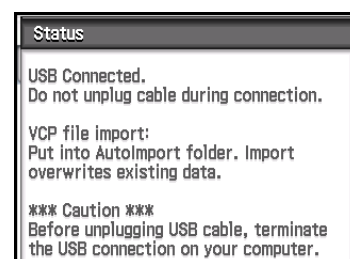 Status
USB Connected.
Do not unplug cable during connection.
VCP file import:
Put into AutoImport folder. Import
overwrites existing data.
*** Caution ***
Before unplugging USB cable, terminate
the USB connection on your computer.